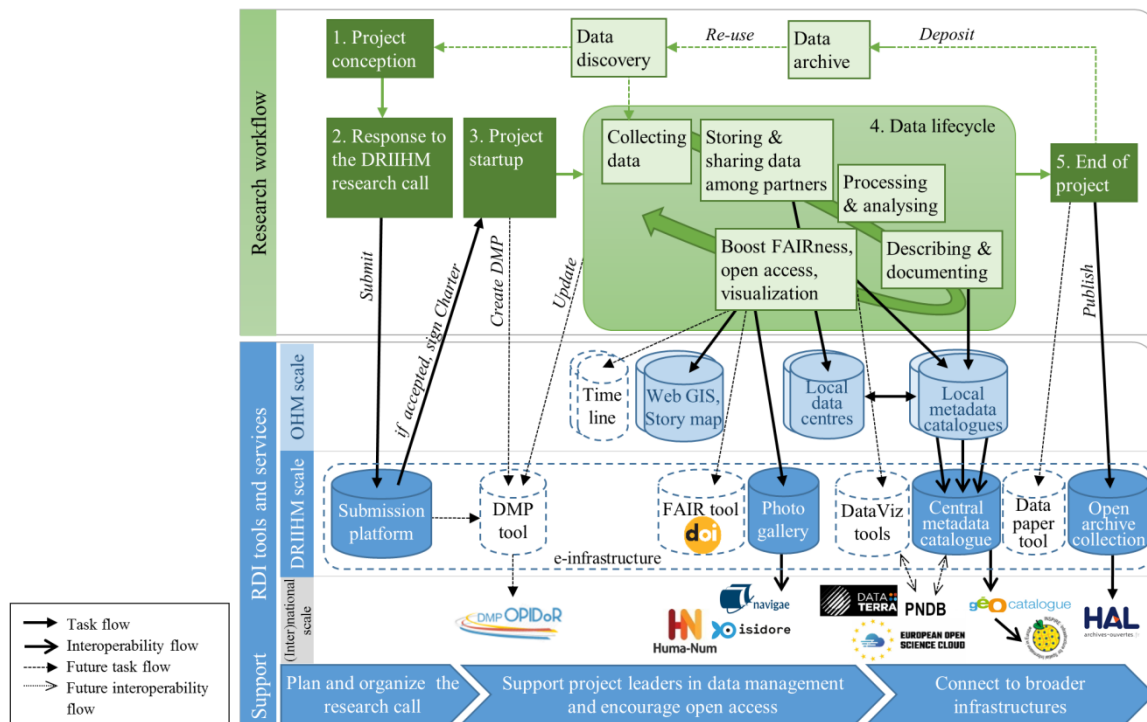 Research workflow
1. Project
conception
Data
discovery
Re-use
Data
archive
Deposit
2. Response to
the DRIIHM
research call
3. Project
startup
4. Data lifecycle
Collecting
data
Storing &
sharing data
among partners
Processing
& analysing
Describing &
documenting
Boost FAIRness,
open access,
visualization
5. End of
project
Submit
if accepted, sign Charter
Create DMP
Update
Publish
RDI tools and services
OHM scale
Time
line
Web GIS,
Story map
Local
data
centres
Local
metadata
catalogues
DRIIHM scale
Submission
platform
DMP
tool
FAIR tool
doi
Photo
gallery
DataViz
tools
Central
metadata
catalogue
Data
paper
tool
Open
archive
collection
e-infrastructure
(Inter)national
scale
DMP OPIDoR
HN
Huma-Num
navigae
isidore
DATA
TERRA
PNDB
EUROPEAN OPEN
SCIENCE CLOUD
géocatalogue
HAL
archives-ouvertes
Support
Plan and organize the
research call
Support project leaders in data management
and encourage open access
Connect to broader
infrastructures
Task flow
Interoperability flow
Future task flow
Future interoperability
flow